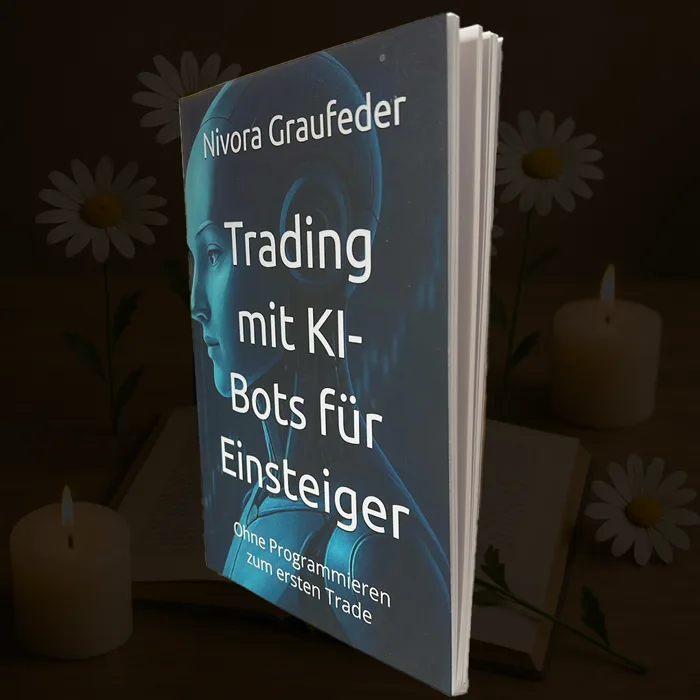 Nivora Graufeder
Trading
mit KI-
Bots für
Einsteiger
Ohne Programmieren
zum ersten Trade